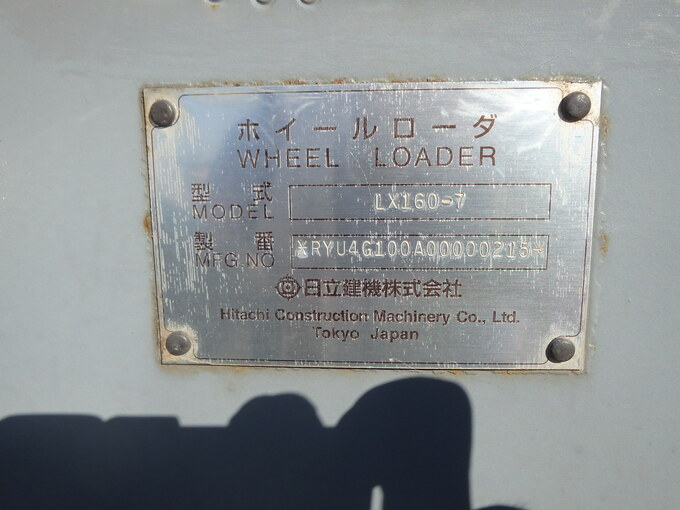 ホイールローダ
WHEEL LOADER
型式 LX160-7
MODEL
製番 *RYU4G100A00000215*
MFG.NO
日立建機株式会社
Hitachi Construction Machinery Co., Ltd.
Tokyo Japan